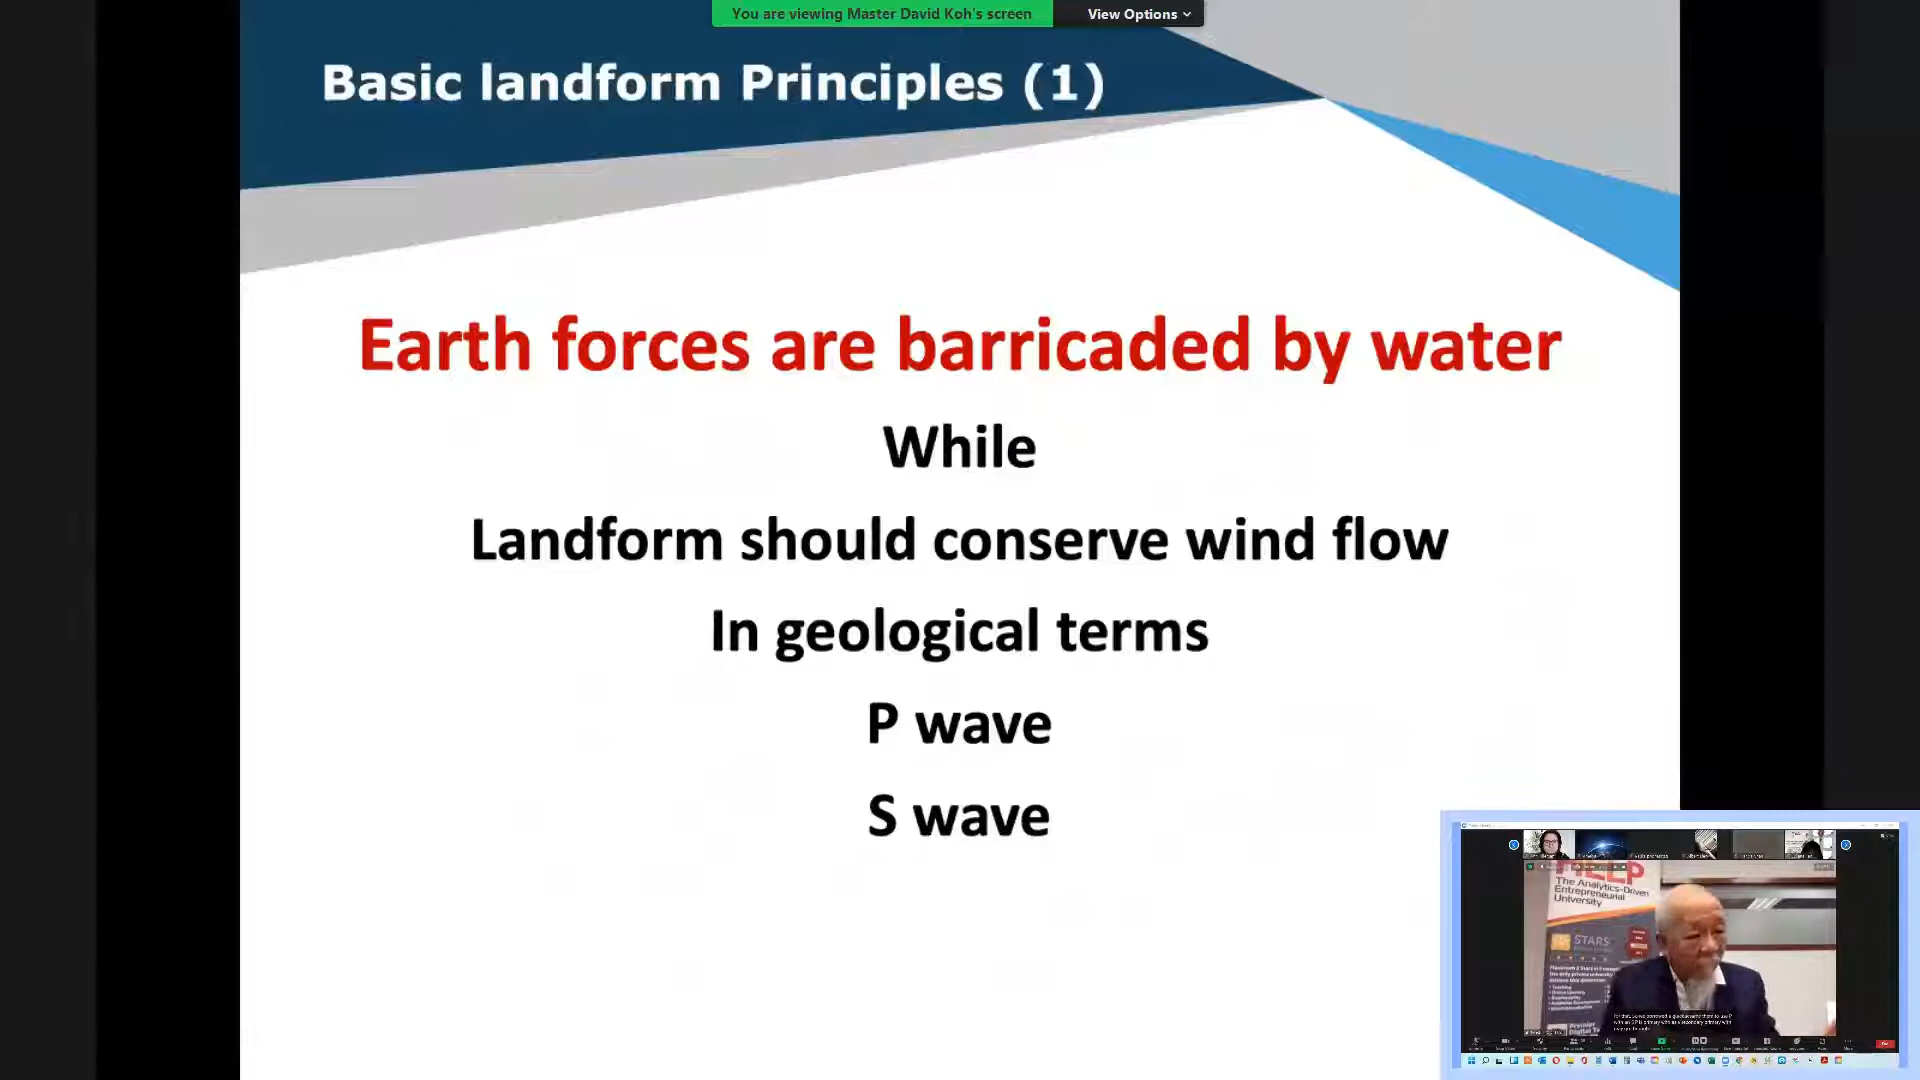 You are viewing Master David Koh's screen
View Options
Basic landform Principles (1)
Earth forces are barricaded by water
While
Landform should conserve wind flow
In geological terms
P wave
S wave
HELP
The Analytics-Driven
Entrepreneurial
University
STARS